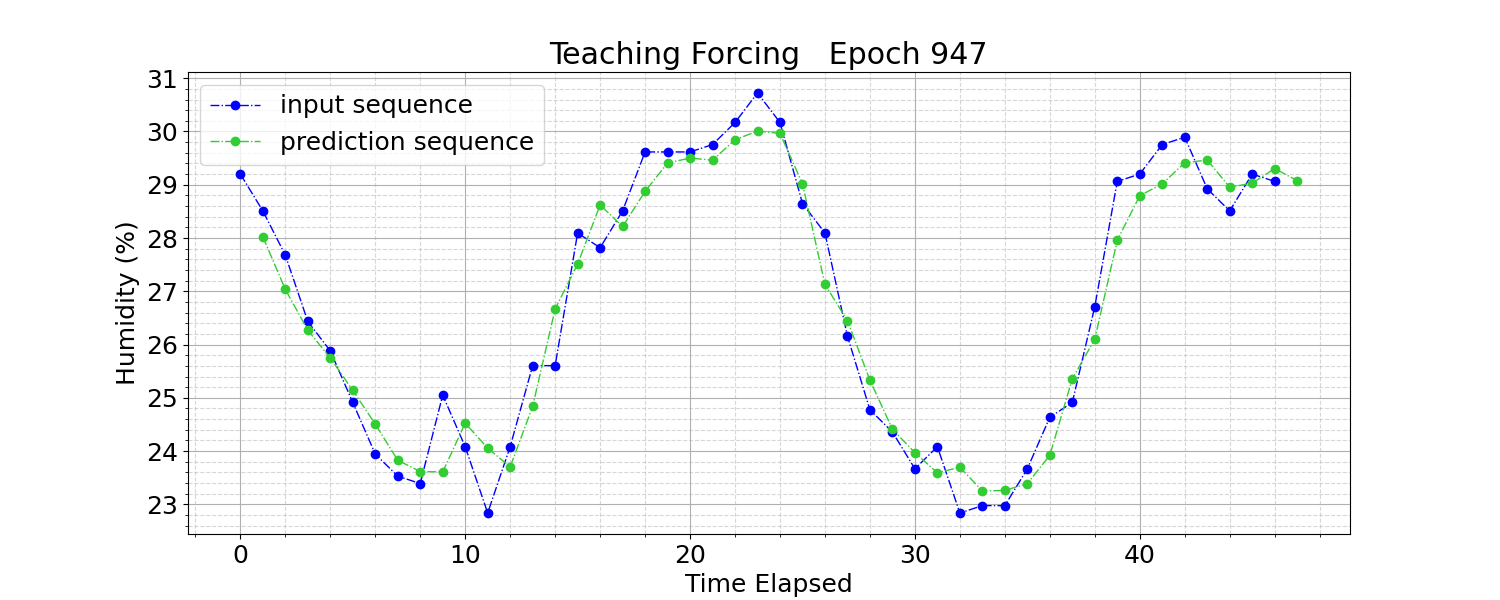 Teaching Forcing   Epoch 947
input sequence
prediction sequence
31
30
29
28
27
26
25
24
23
Humidity (%)
0 10 20 30 40
Time Elapsed